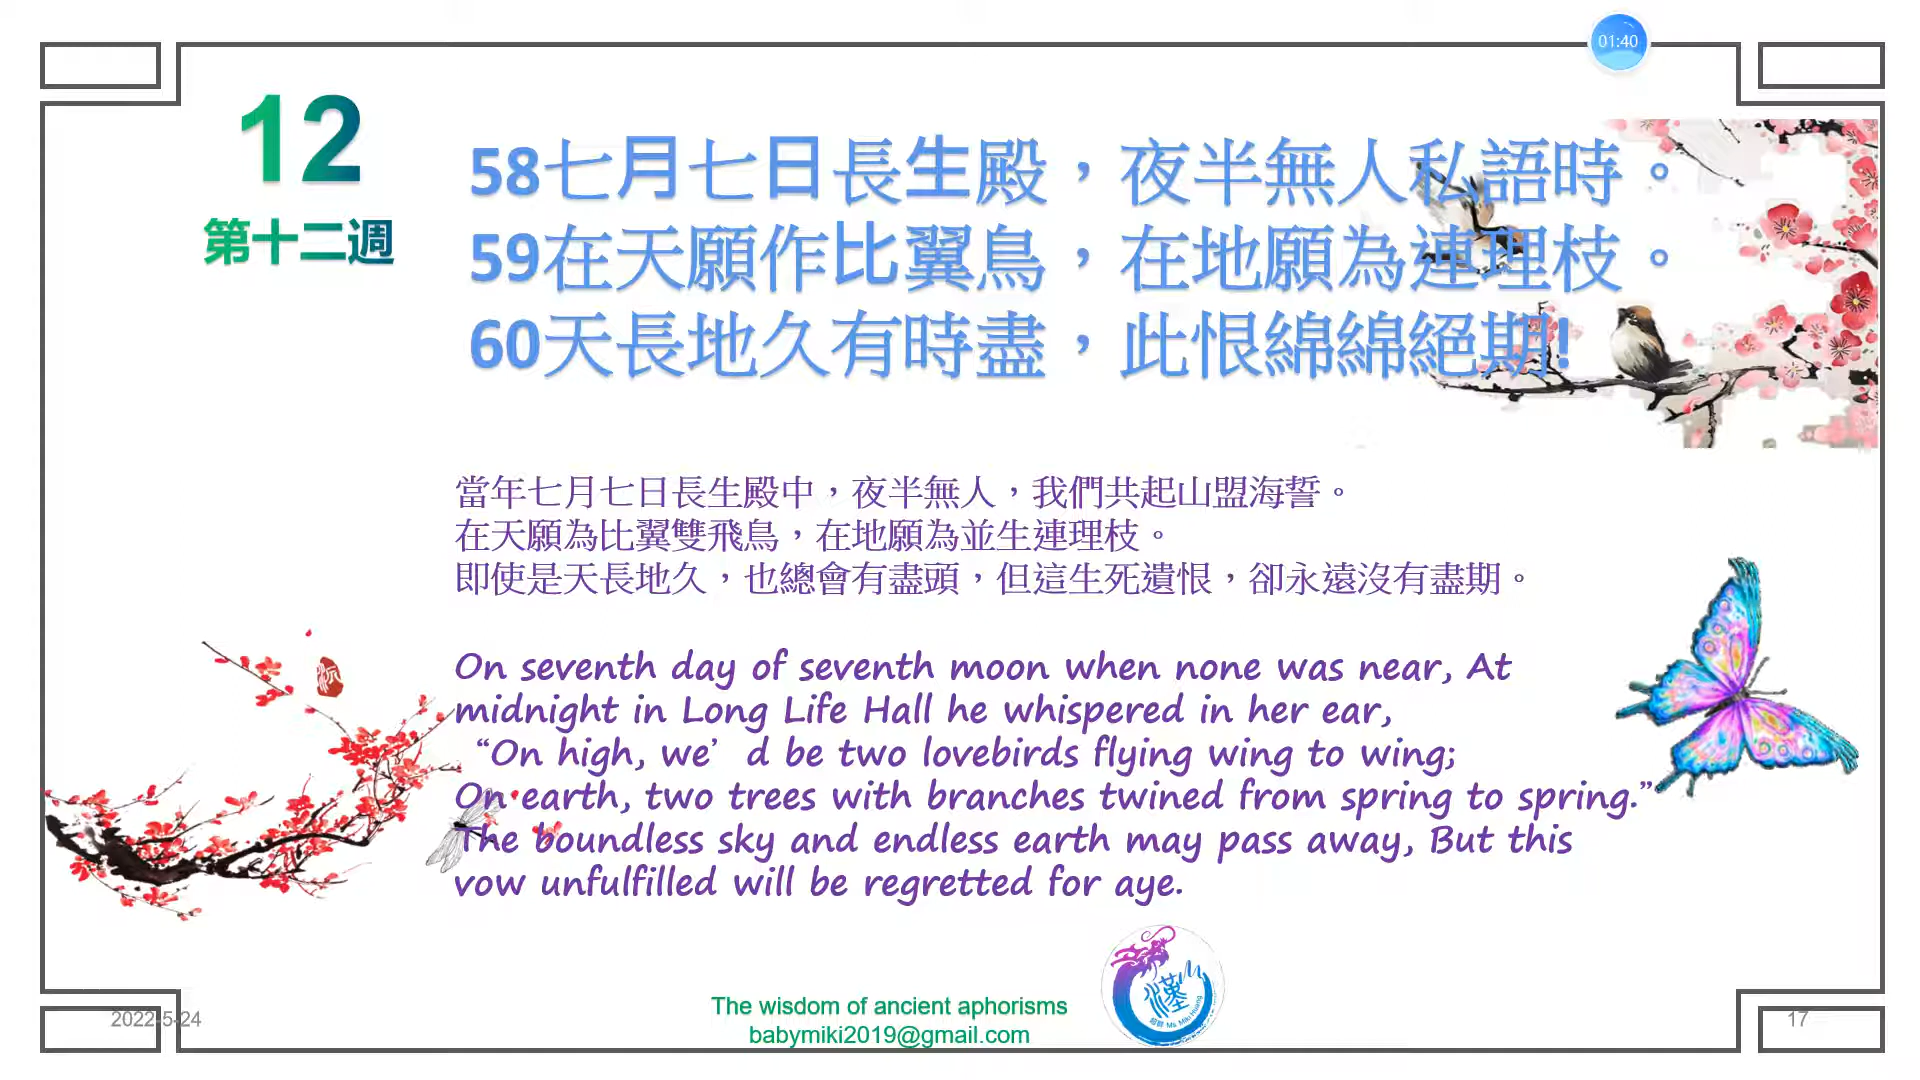 01:40
12
第十二週
58七月七日長生殿，夜半無人私語時。
59在天願作比翼鳥，在地願為連理枝。
60天長地久有時盡，此恨綿綿絕期!
當年七月七日長生殿中，夜半無人，我們共起山盟海誓。
在天願為比翼雙飛鳥，在地願為並生連理枝。
即使是天長地久，也總會有盡頭，但這生死遺恨，卻永遠沒有盡期。
On seventh day of seventh moon when none was near, At
midnight in Long Life Hall he whispered in her ear,
“On high, we’d be two lovebirds flying wing to wing;
On earth, two trees with branches twined from spring to spring.”
The boundless sky and endless earth may pass away, But this
vow unfulfilled will be regretted for aye.
The wisdom of ancient aphorisms
babymiki2019@gmail.com
漢
2022-5-24
17